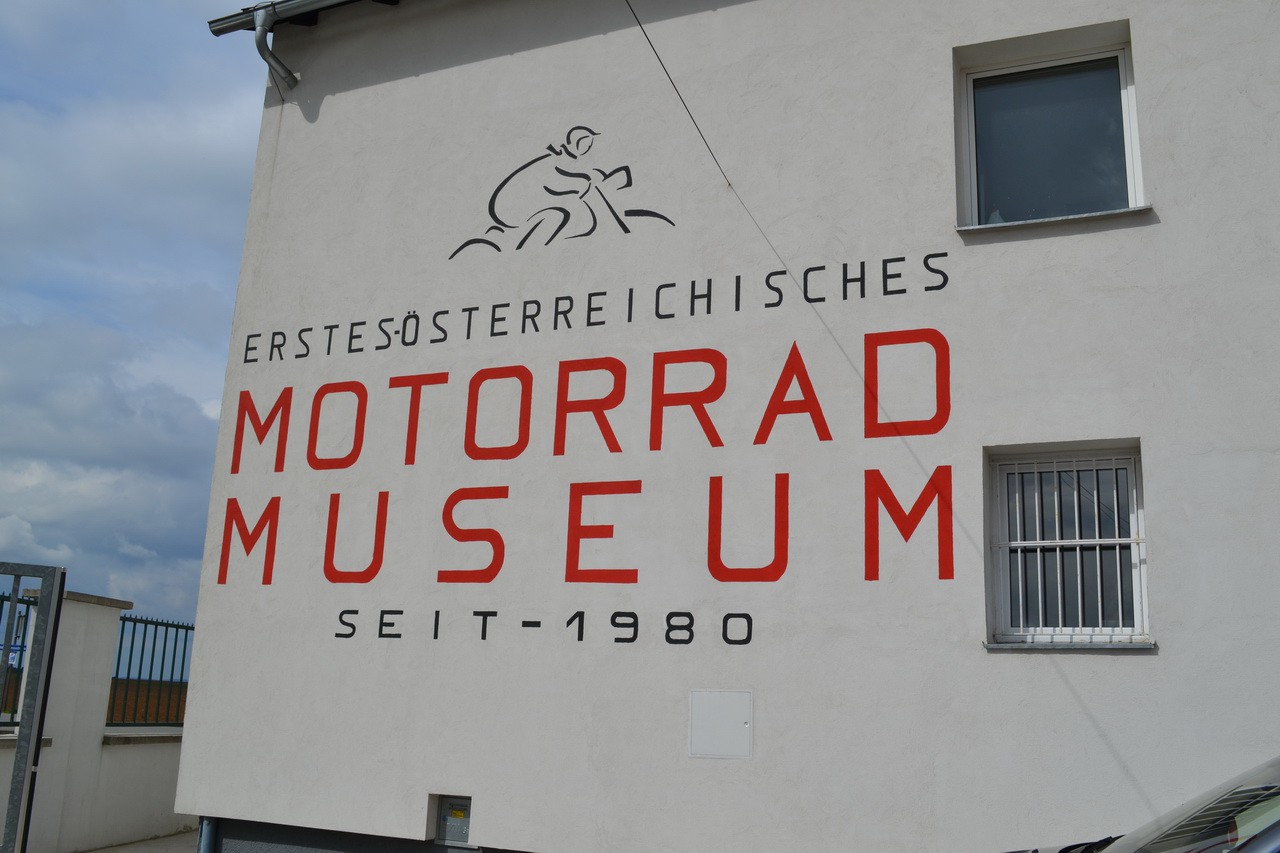 ERSTES-ÖSTERREICHISCHES
MOTORRAD
MUSEUM
SEIT-1980